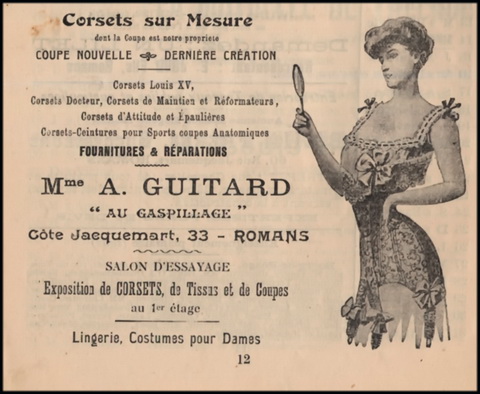 Corsets sur Mesure
dont la Coupe est notre propriété
COUPE NOUVELLE DERNIÈRE CRÉATION
Corsets Louis XV,
Corsets Docteur, Corsets de Maintien et Réformateurs,
Corsets d'Attitude et Épaulières
Corsets-Ceintures pour Sports coupes Anatomiques
FOURNITURES & RÉPARATIONS
Mme A. GUITARD
" AU GASPILLAGE "
Côte Jacquemart, 33 - ROMANS
SALON D'ESSAYAGE
Exposition de CORSETS, de Tissus et de Coupes
au 1er étage
Lingerie, Costumes pour Dames
12